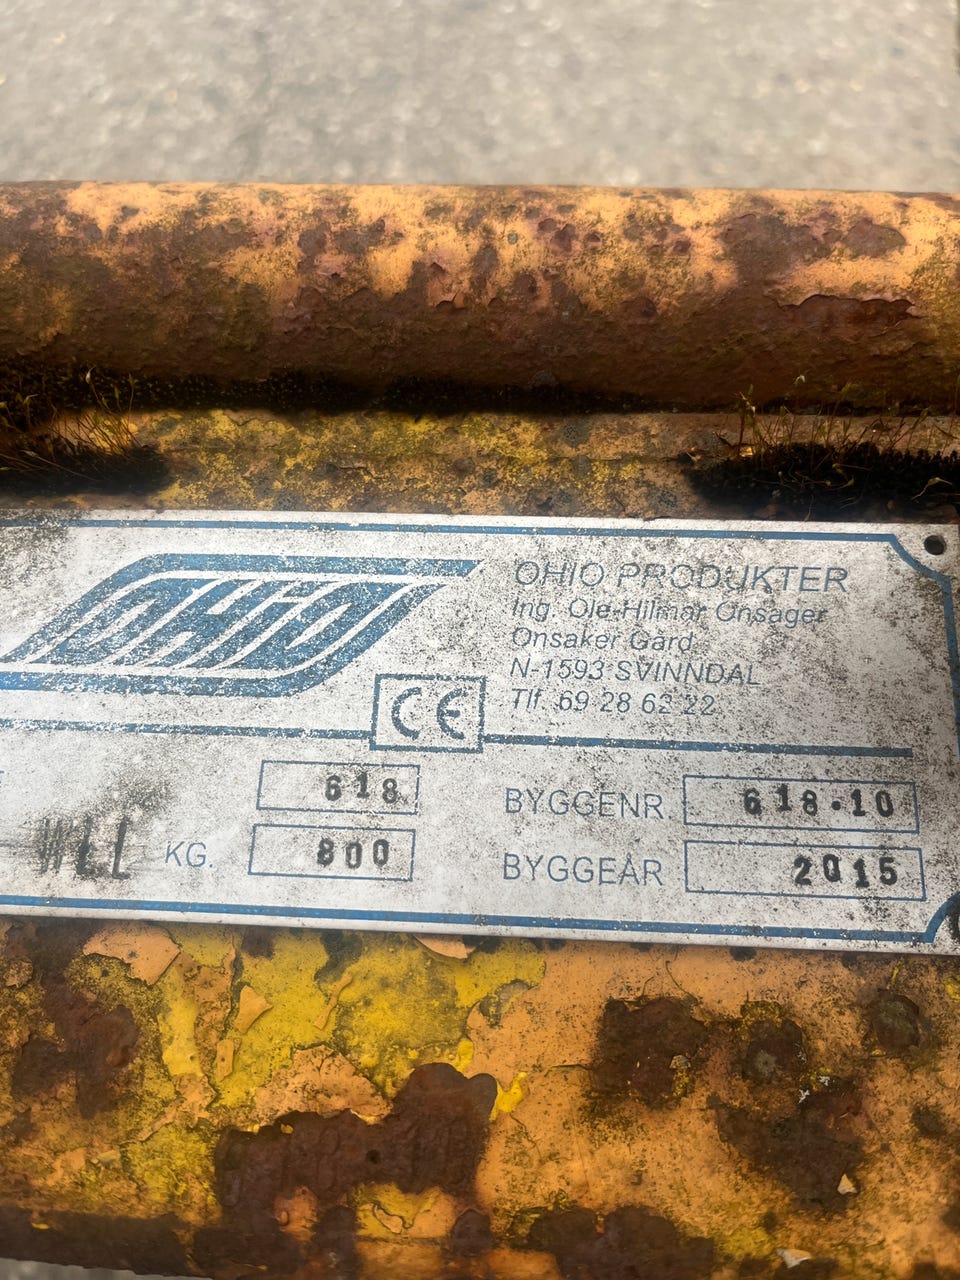 OHIO
OHIO PRODUKTER
Ing. Ole-Hilmar Onsager
Onsaker Gård
N-1593 SVINNDAL
Tlf. 69 28 62 22
CE
618
BYGGENR. 618·10
WLL KG. 800
BYGGEÅR 2015